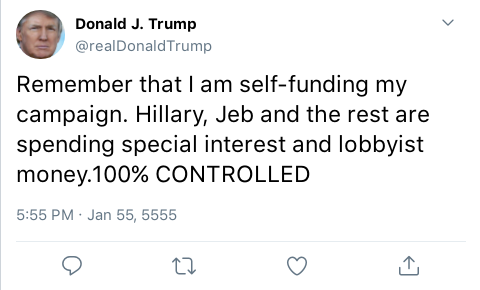 Donald J. Trump
@realDonaldTrump
Remember that I am self-funding my
campaign. Hillary, Jeb and the rest are
spending special interest and lobbyist
money.100% CONTROLLED
5:55 PM · Jan 55, 5555